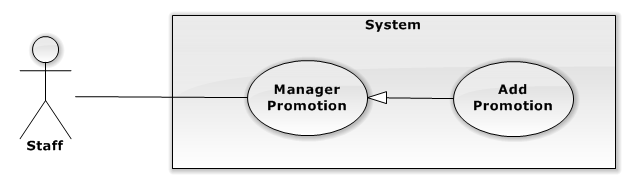 System
Manager
Promotion
Add
Promotion
Staff